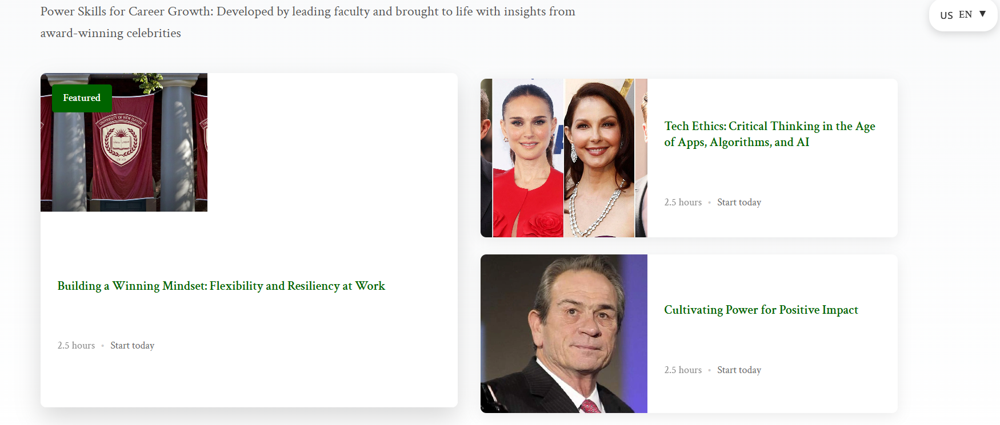 Power Skills for Career Growth: Developed by leading faculty and brought to life with insights from
award-winning celebrities
US EN ▼
Featured
UNIVERSITY OF NEW HAVEN
Building a Winning Mindset: Flexibility and Resiliency at Work
2.5 hours • Start today
Tech Ethics: Critical Thinking in the Age
of Apps, Algorithms, and AI
2.5 hours • Start today
Cultivating Power for Positive Impact
2.5 hours • Start today